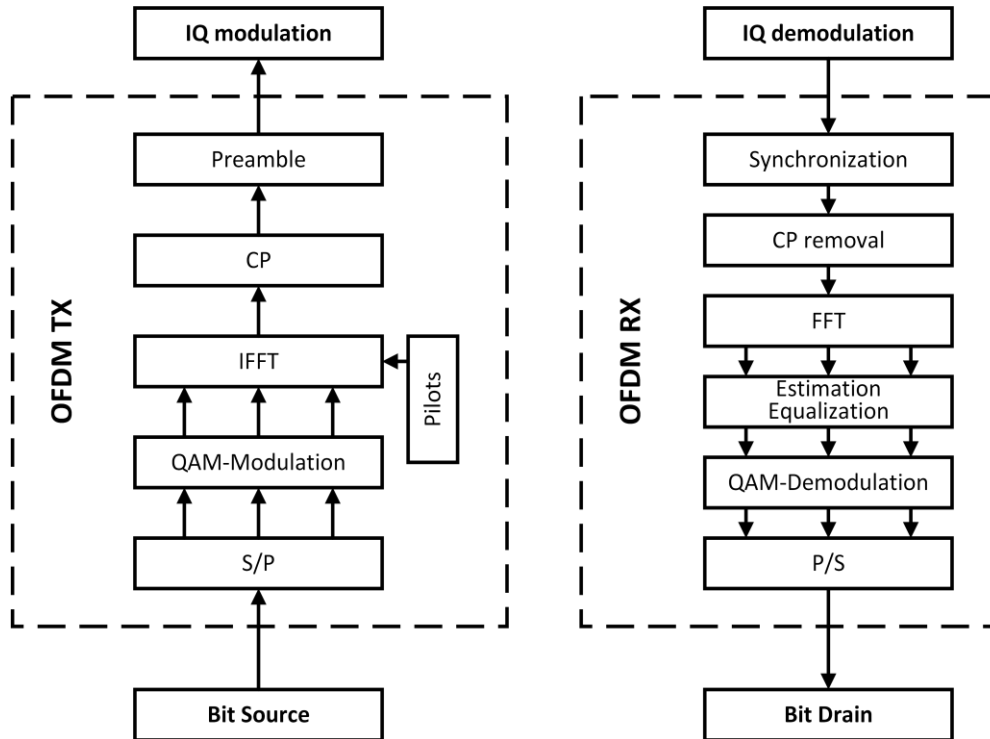 IQ modulation
Preamble
CP
IFFT
Pilots
QAM-Modulation
S/P
Bit Source
OFDM TX
IQ demodulation
Synchronization
CP removal
FFT
Estimation
Equalization
QAM-Demodulation
P/S
Bit Drain
OFDM RX